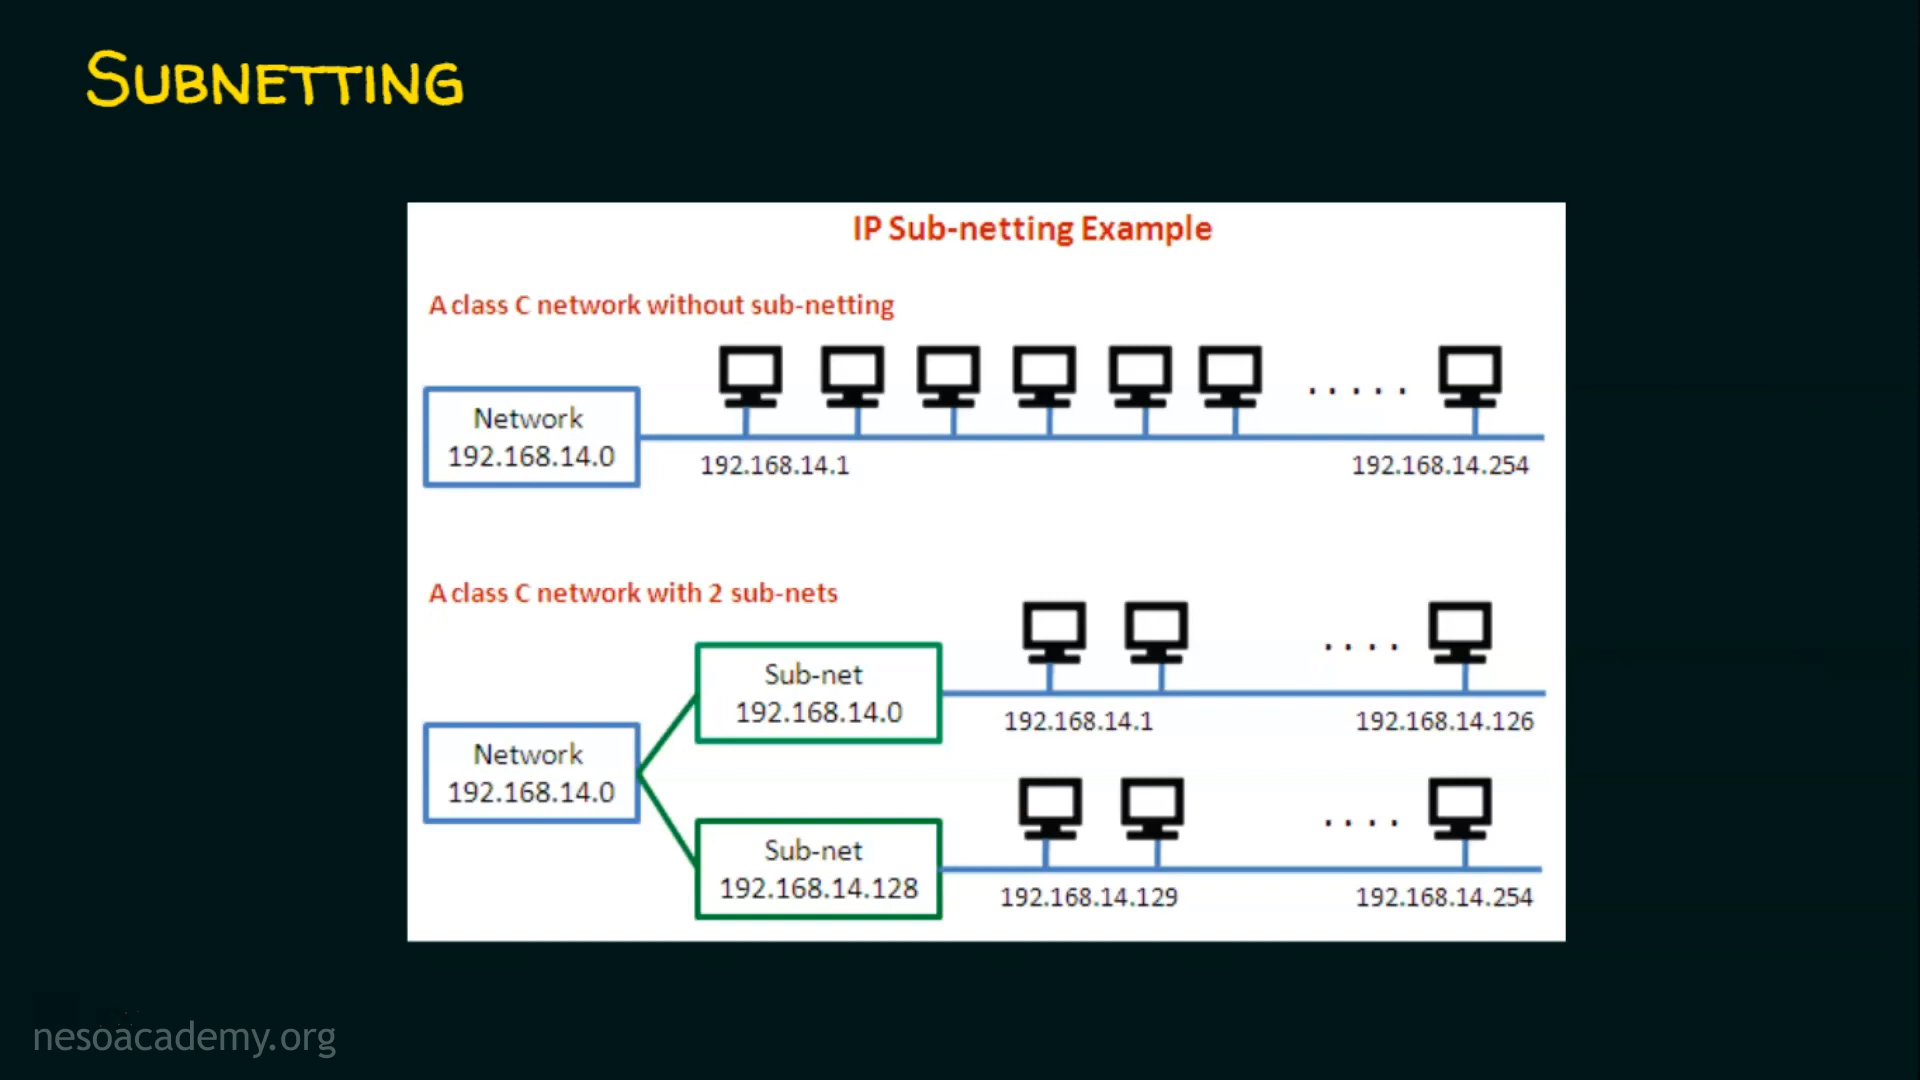 SUBNETTING
IP Sub-netting Example
A class C network without sub-netting
Network
192.168.14.0
192.168.14.1
192.168.14.254
A class C network with 2 sub-nets
Sub-net
192.168.14.0
192.168.14.1
192.168.14.126
Network
192.168.14.0
Sub-net
192.168.14.128
192.168.14.129
192.168.14.254
nesoacademy.org